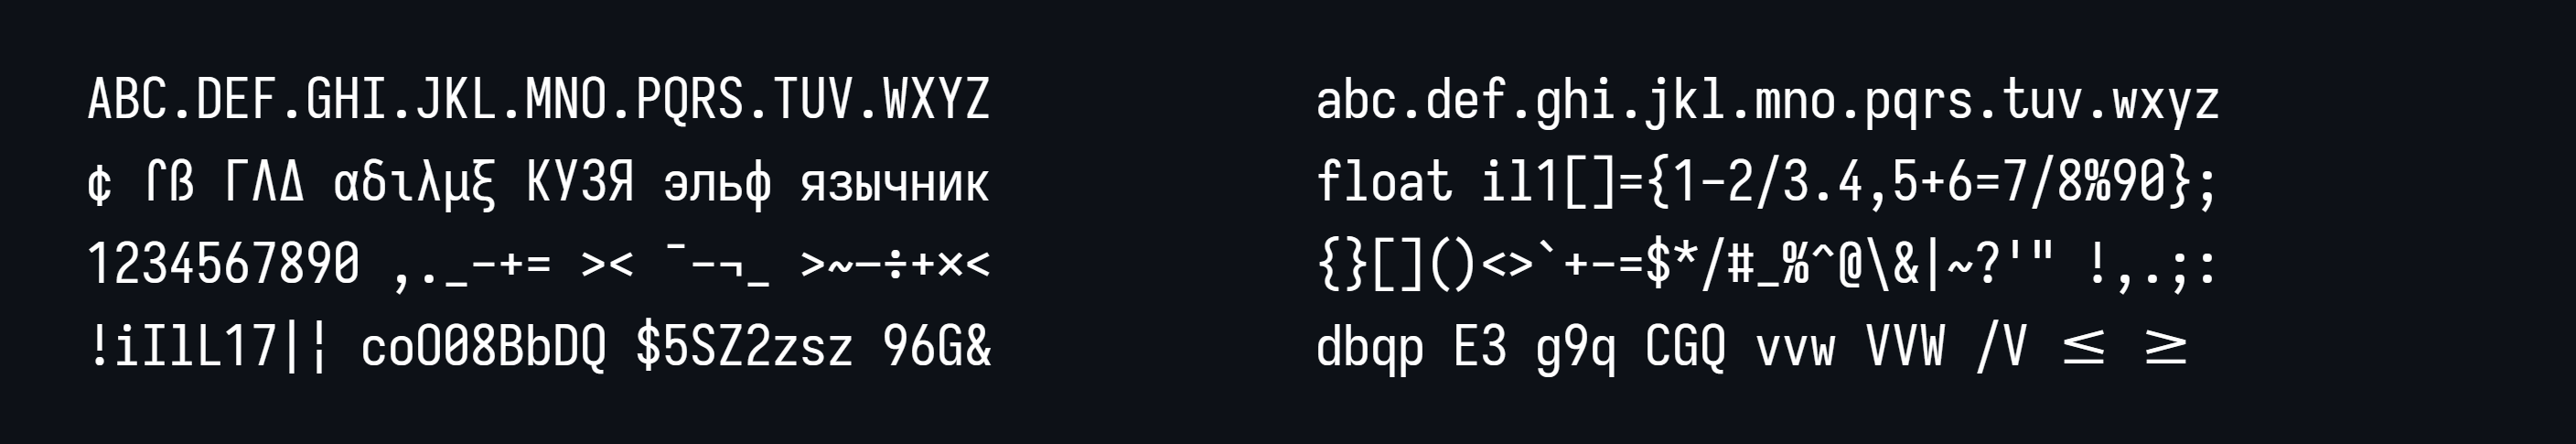 ABC.DEF.GHI.JKL.MNO.PQRS.TUV.WXYZ
¢ ſß ΓΛΔ αδιλμξ КУЗЯ эльф язычник
1234567890 ,._-+= >< ¯-¬_ >~–÷+×<
!iIlL17|¦ coO08BbDQ $5SZ2zsz 96G&
abc.def.ghi.jkl.mno.pqrs.tuv.wxyz
float il1[]={1-2/3.4,5+6=7/8%90};
{}[]()<>`+-=$*/#_%^@\&|~?'" !,.;:
dbqp E3 g9q CGQ vvw VVW /V ≤ ≥